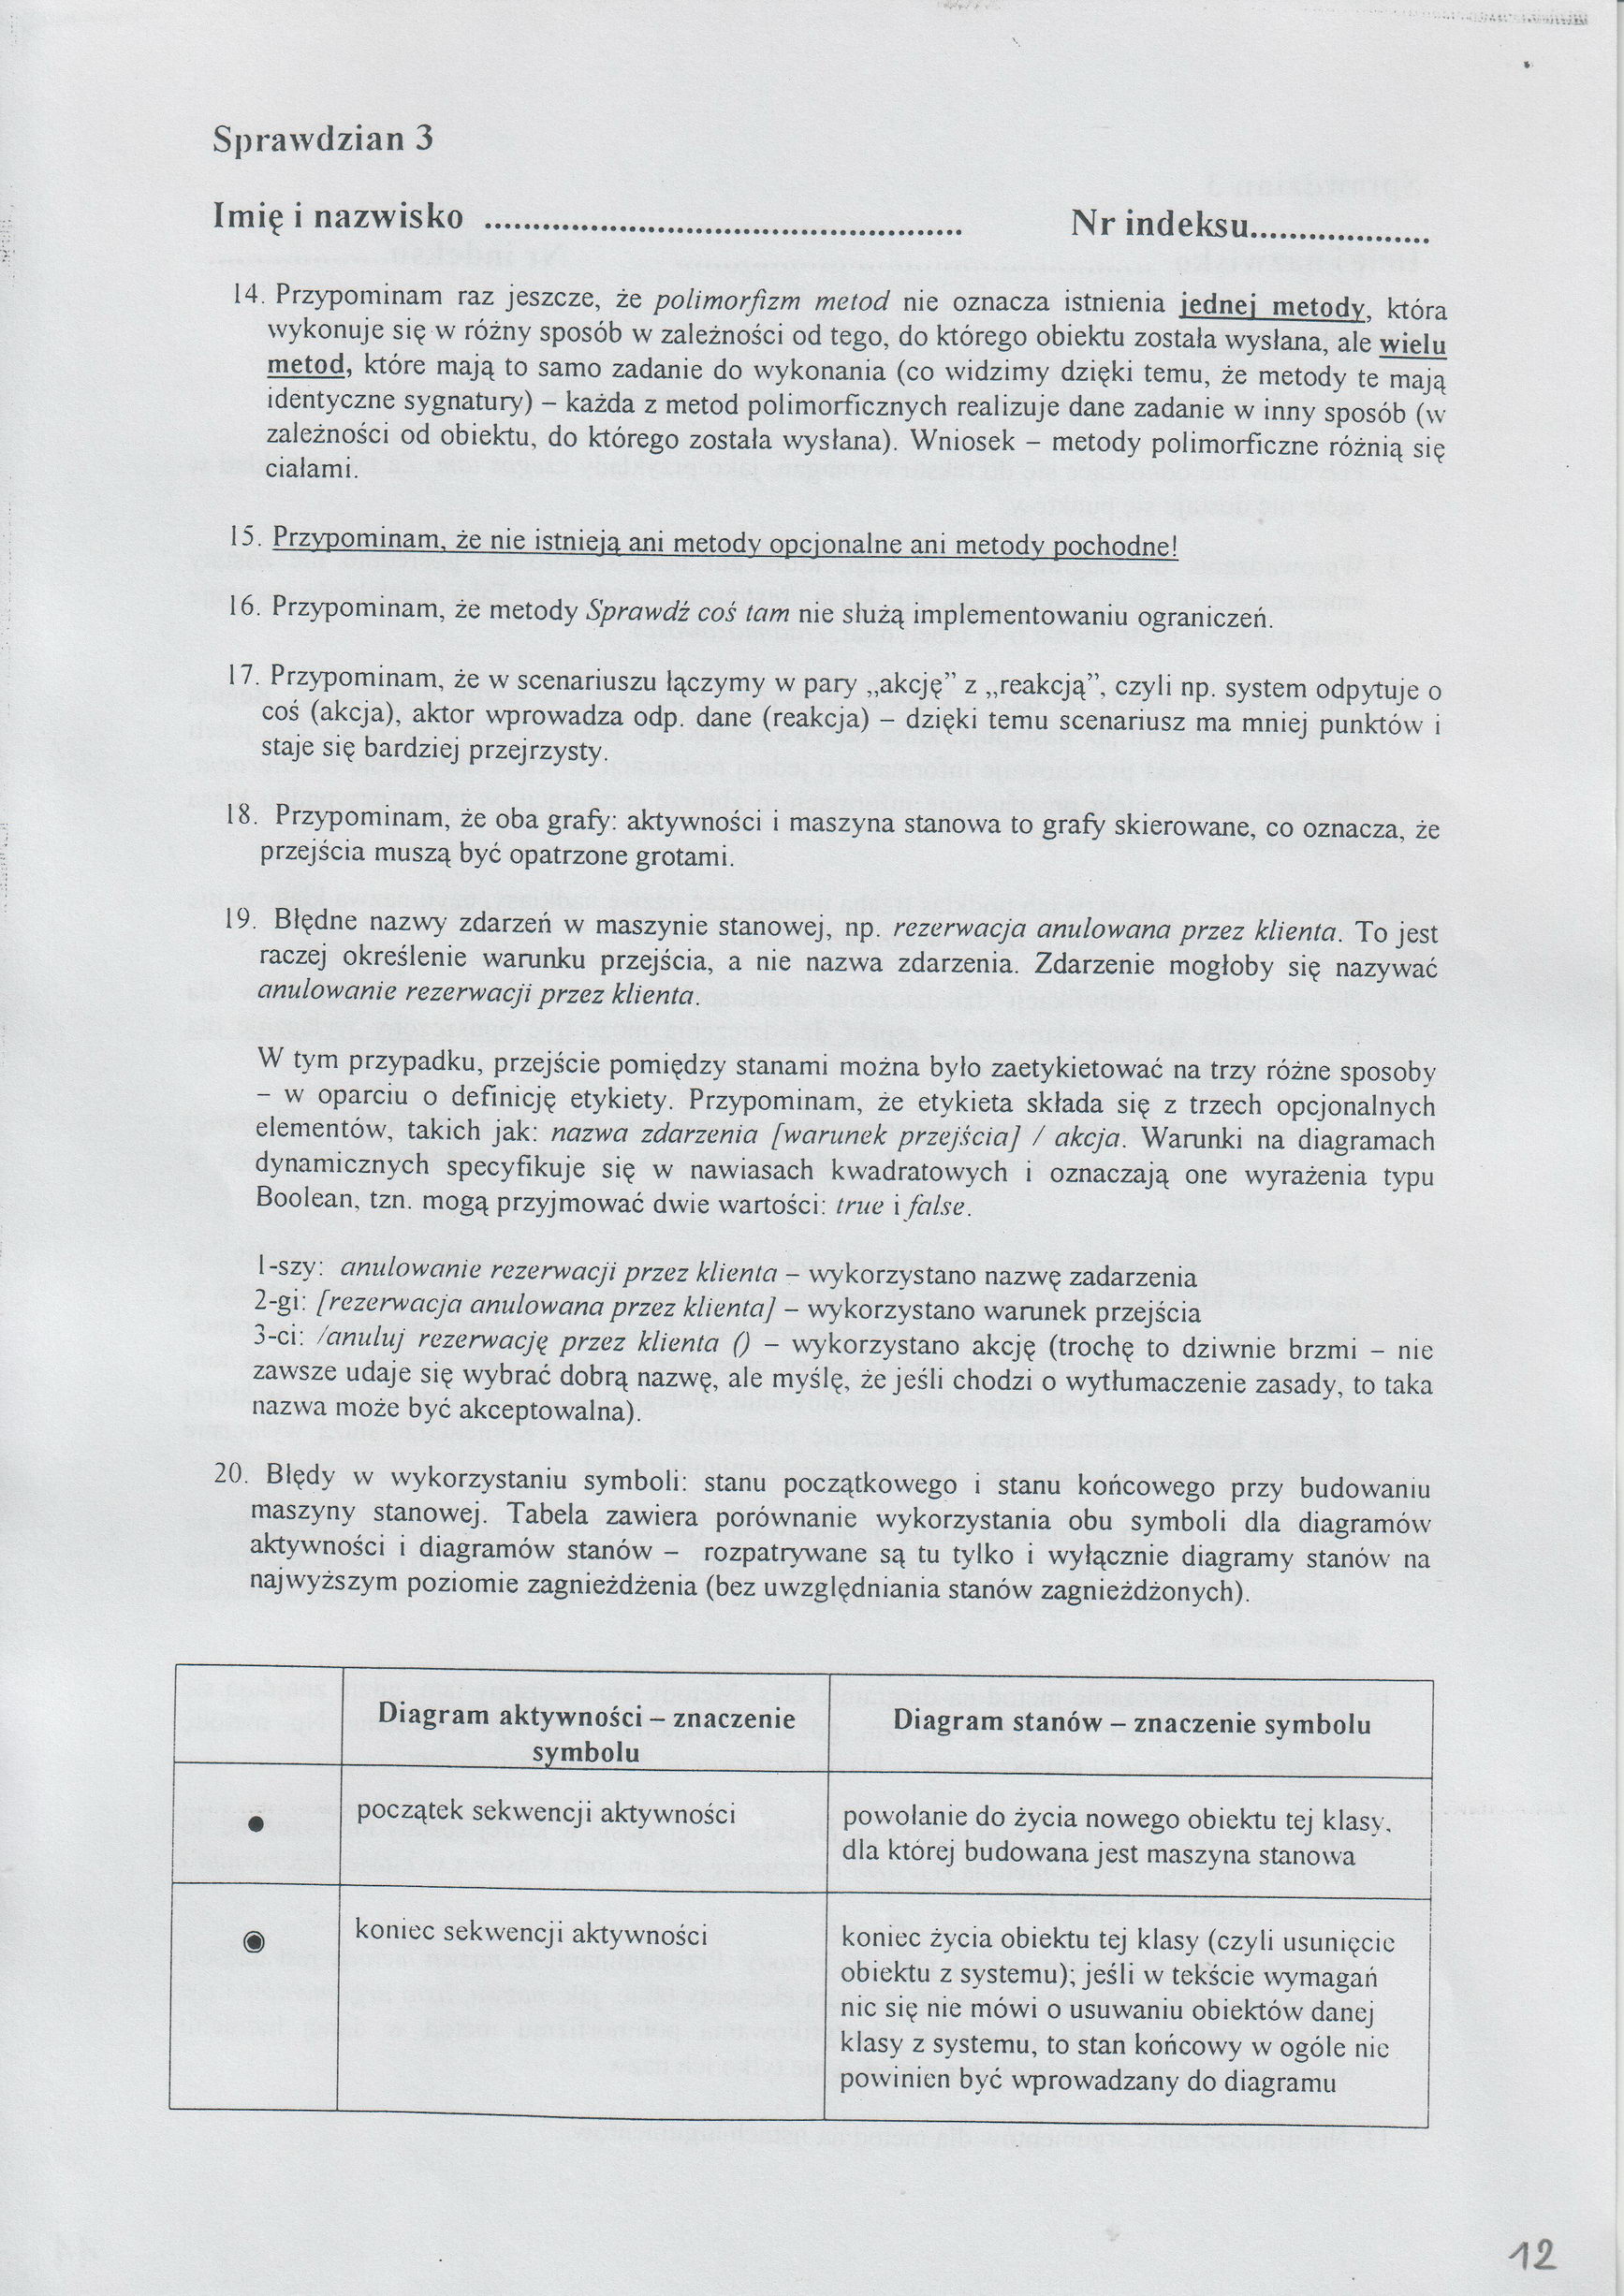 Sprawdzian 3
Imię i nazwisko .................................................. Nr indeksu...................
14. Przypominam raz jeszcze, że polimorfizm metod nie oznacza istnienia jednej metody, która
wykonuje się w różny sposób w zależności od tego, do którego obiektu została wysłana, ale wielu
metod, które mają to samo zadanie do wykonania (co widzimy dzięki temu, że metody te mają
identyczne sygnatury) – każda z metod polimorficznych realizuje dane zadanie w inny sposób (w
zależności od obiektu, do którego została wysłana). Wniosek – metody polimorficzne różnią się
ciałami.
15. Przypominam, że nie istnieją ani metody opcjonalne ani metody pochodne!
16. Przypominam, że metody Sprawdź coś tam nie służą implementowaniu ograniczeń.
17. Przypominam, że w scenariuszu łączymy w pary „akcję” z „reakcją”, czyli np. system odpytuje o
coś (akcja), aktor wprowadza odp. dane (reakcja) – dzięki temu scenariusz ma mniej punktów i
staje się bardziej przejrzysty.
18. Przypominam, że oba grafy: aktywności i maszyna stanowa to grafy skierowane, co oznacza, że
przejścia muszą być opatrzone grotami.
19. Błędne nazwy zdarzeń w maszynie stanowej, np. rezerwacja anulowana przez klienta. To jest
raczej określenie warunku przejścia, a nie nazwa zdarzenia. Zdarzenie mogłoby się nazywać
anulowanie rezerwacji przez klienta.
W tym przypadku, przejście pomiędzy stanami można było zaetykietować na trzy różne sposoby
– w oparciu o definicję etykiety. Przypominam, że etykieta składa się z trzech opcjonalnych
elementów, takich jak: nazwa zdarzenia [warunek przejścia] / akcja. Warunki na diagramach
dynamicznych specyfikuje się w nawiasach kwadratowych i oznaczają one wyrażenia typu
Boolean, tzn. mogą przyjmować dwie wartości: true i false.
1-szy: anulowanie rezerwacji przez klienta – wykorzystano nazwę zadarzenia
2-gi: [rezerwacja anulowana przez klienta] – wykorzystano warunek przejścia
3-ci: /anuluj rezerwację przez klienta () – wykorzystano akcję (trochę to dziwnie brzmi – nie
zawsze udaje się wybrać dobrą nazwę, ale myślę, że jeśli chodzi o wytłumaczenie zasady, to taka
nazwa może być akceptowalna).
20. Błędy w wykorzystaniu symboli: stanu początkowego i stanu końcowego przy budowaniu
maszyny stanowej. Tabela zawiera porównanie wykorzystania obu symboli dla diagramów
aktywności i diagramów stanów – rozpatrywane są tu tylko i wyłącznie diagramy stanów na
najwyższym poziomie zagnieżdżenia (bez uwzględniania stanów zagnieżdżonych).
Diagram aktywności – znaczenie
symbolu
Diagram stanów – znaczenie symbolu
początek sekwencji aktywności
powołanie do życia nowego obiektu tej klasy,
dla której budowana jest maszyna stanowa
koniec sekwencji aktywności
koniec życia obiektu tej klasy (czyli usunięcie
obiektu z systemu); jeśli w tekście wymagań
nic się nie mówi o usuwaniu obiektów danej
klasy z systemu, to stan końcowy w ogóle nie
powinien być wprowadzany do diagramu
12